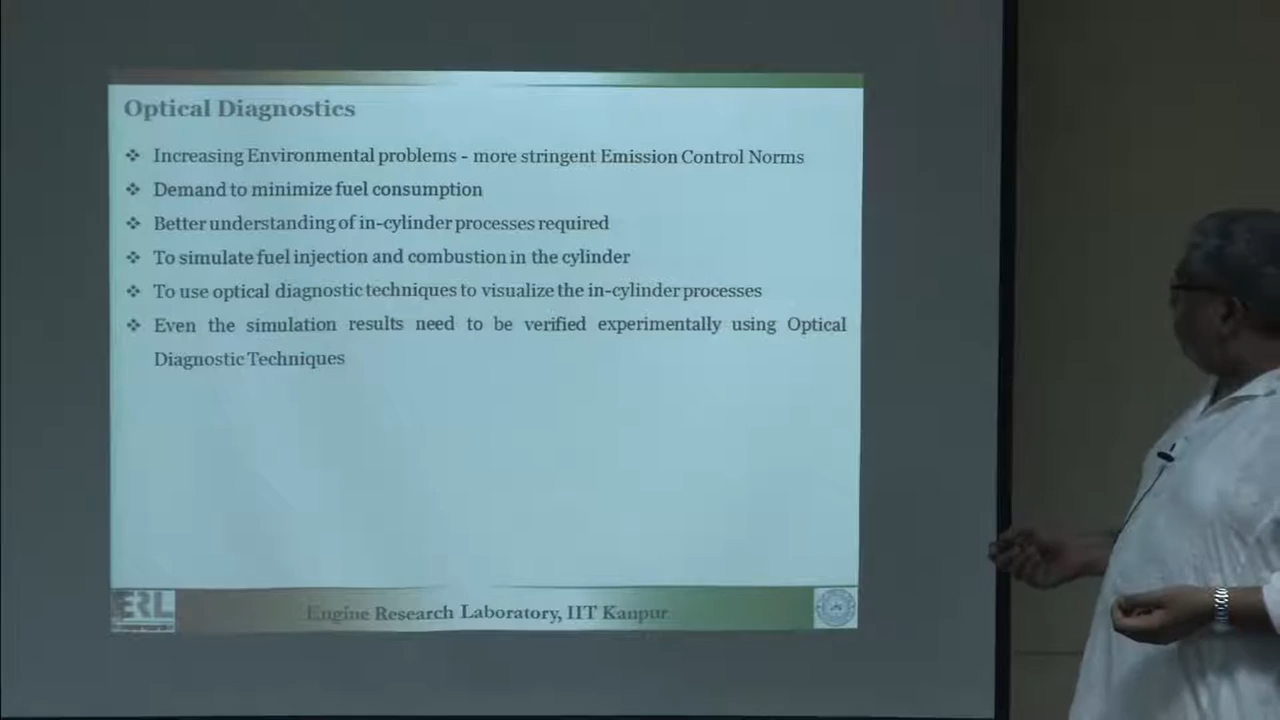 Optical Diagnostics
❖ Increasing Environmental problems - more stringent Emission Control Norms
❖ Demand to minimize fuel consumption
❖ Better understanding of in-cylinder processes required
❖ To simulate fuel injection and combustion in the cylinder
❖ To use optical diagnostic techniques to visualize the in-cylinder processes
❖ Even the simulation results need to be verified experimentally using Optical
Diagnostic Techniques
ERL
Engine Research Laboratory, IIT Kanpur